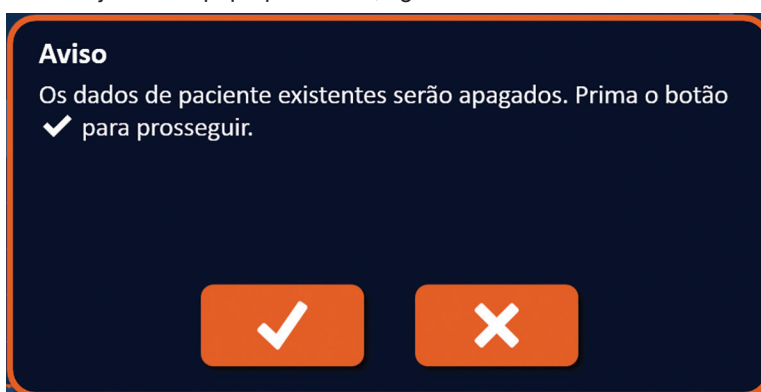 Aviso
Os dados de paciente existentes serão apagados. Prima o botão
✔ para prosseguir.